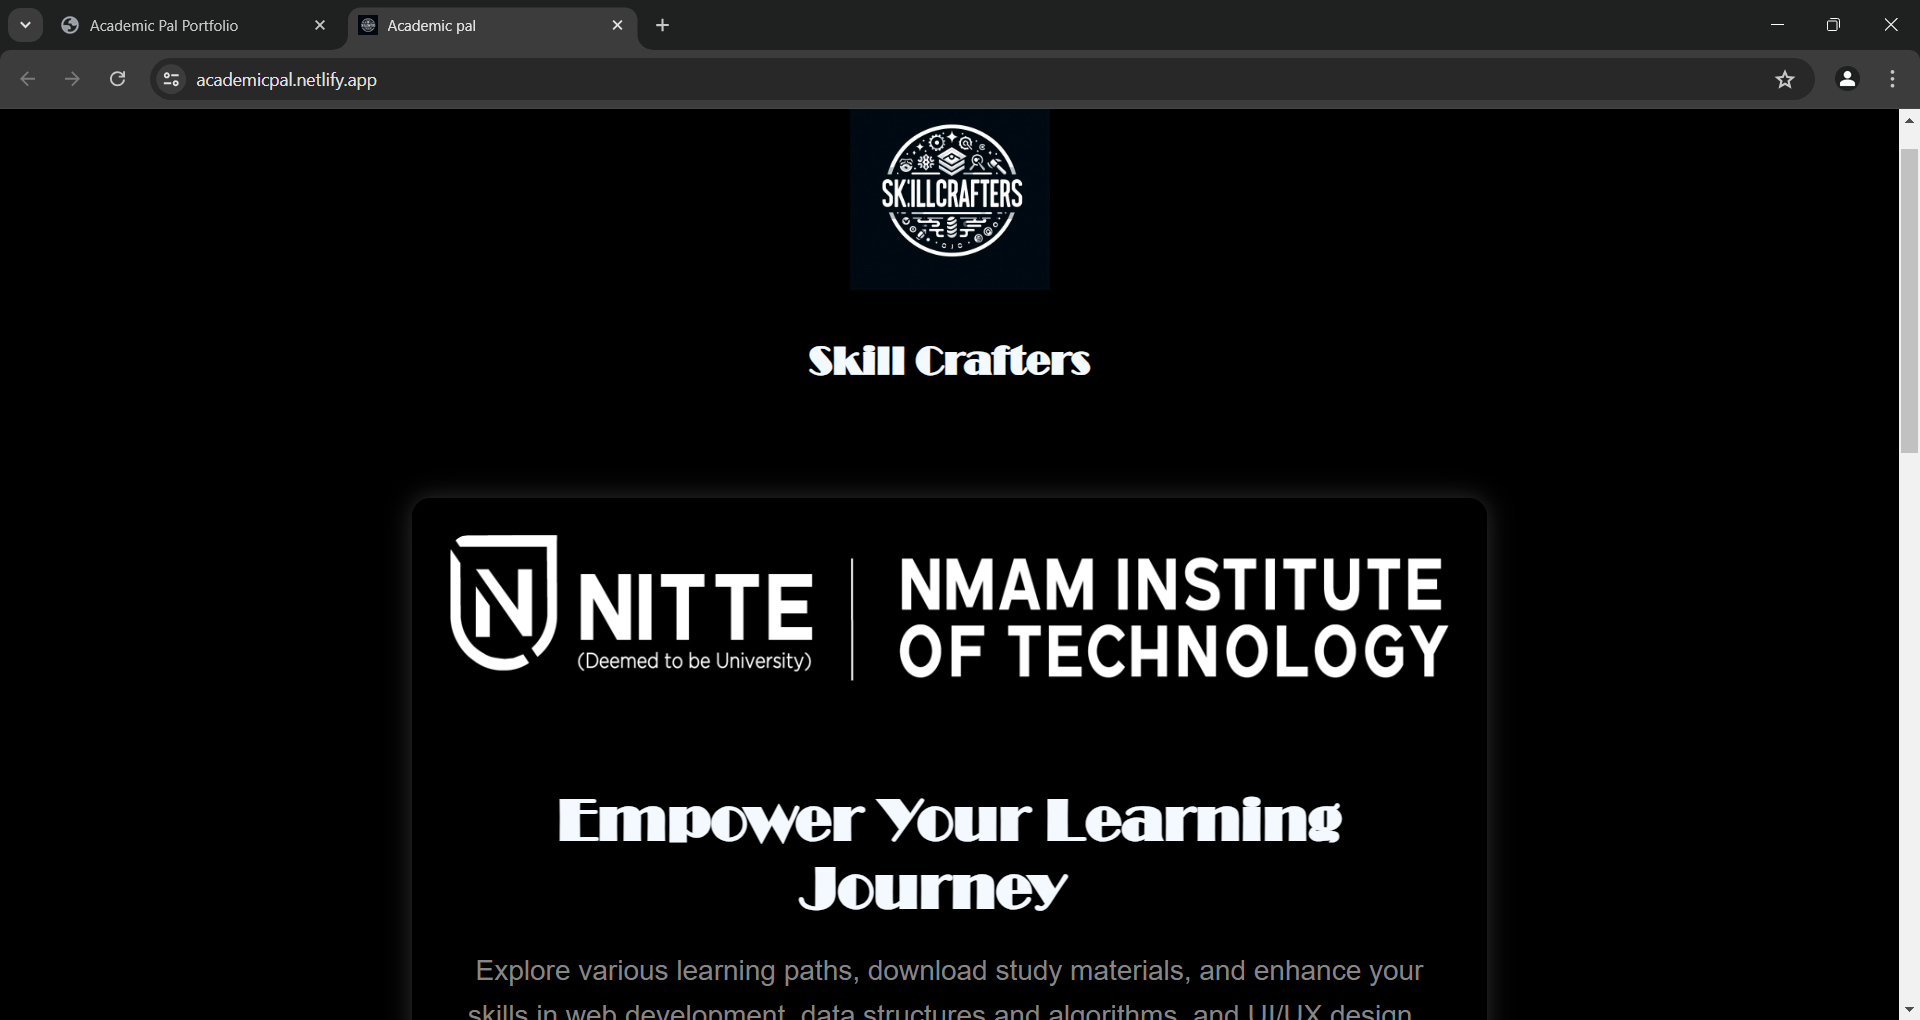 Academic Pal Portfolio
Academic pal
academicpal.netlify.app
SKILLCRAFTERS
Skill Crafters
N NITTE
(Deemed to be University)
NMAM INSTITUTE
OF TECHNOLOGY
Empower Your Learning
Journey
Explore various learning paths, download study materials, and enhance your
skills in web development, data structures and algorithms, and UI/UX design.